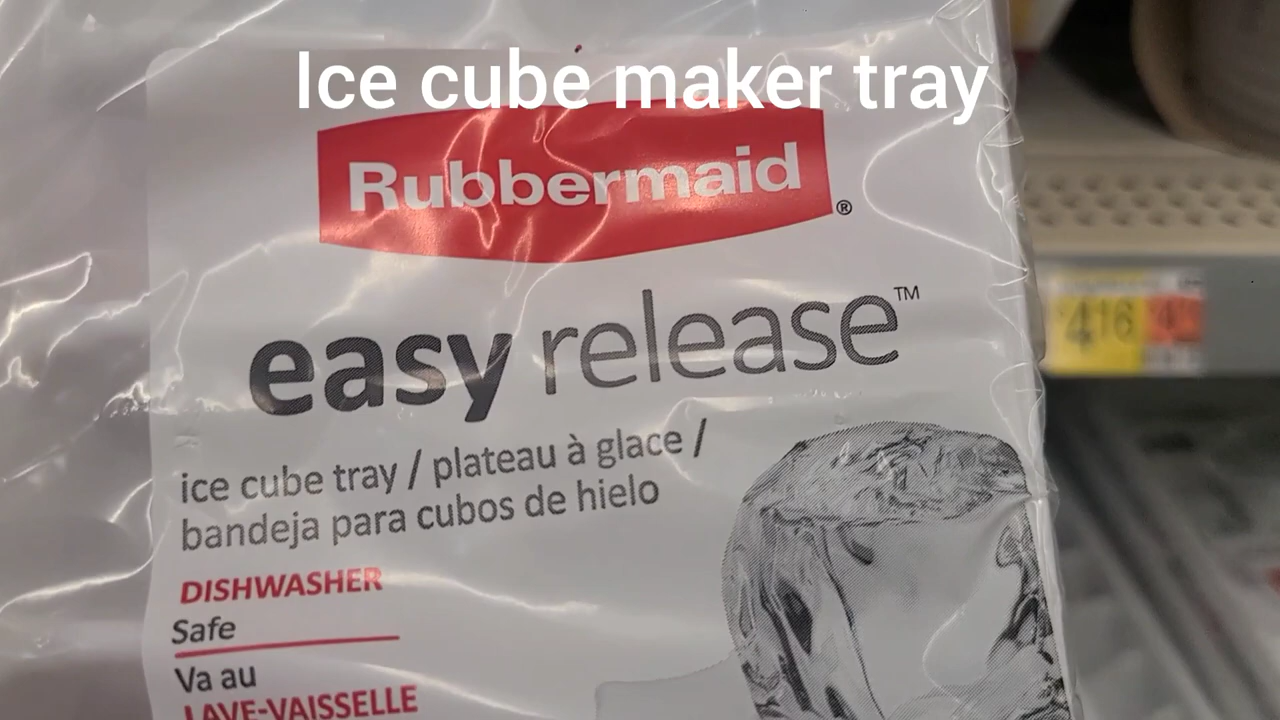 Ice cube maker tray
Rubbermaid®
easy release™
ice cube tray / plateau à glace /
bandeja para cubos de hielo
DISHWASHER
Safe
Va au
LAVE-VAISSELLE
416